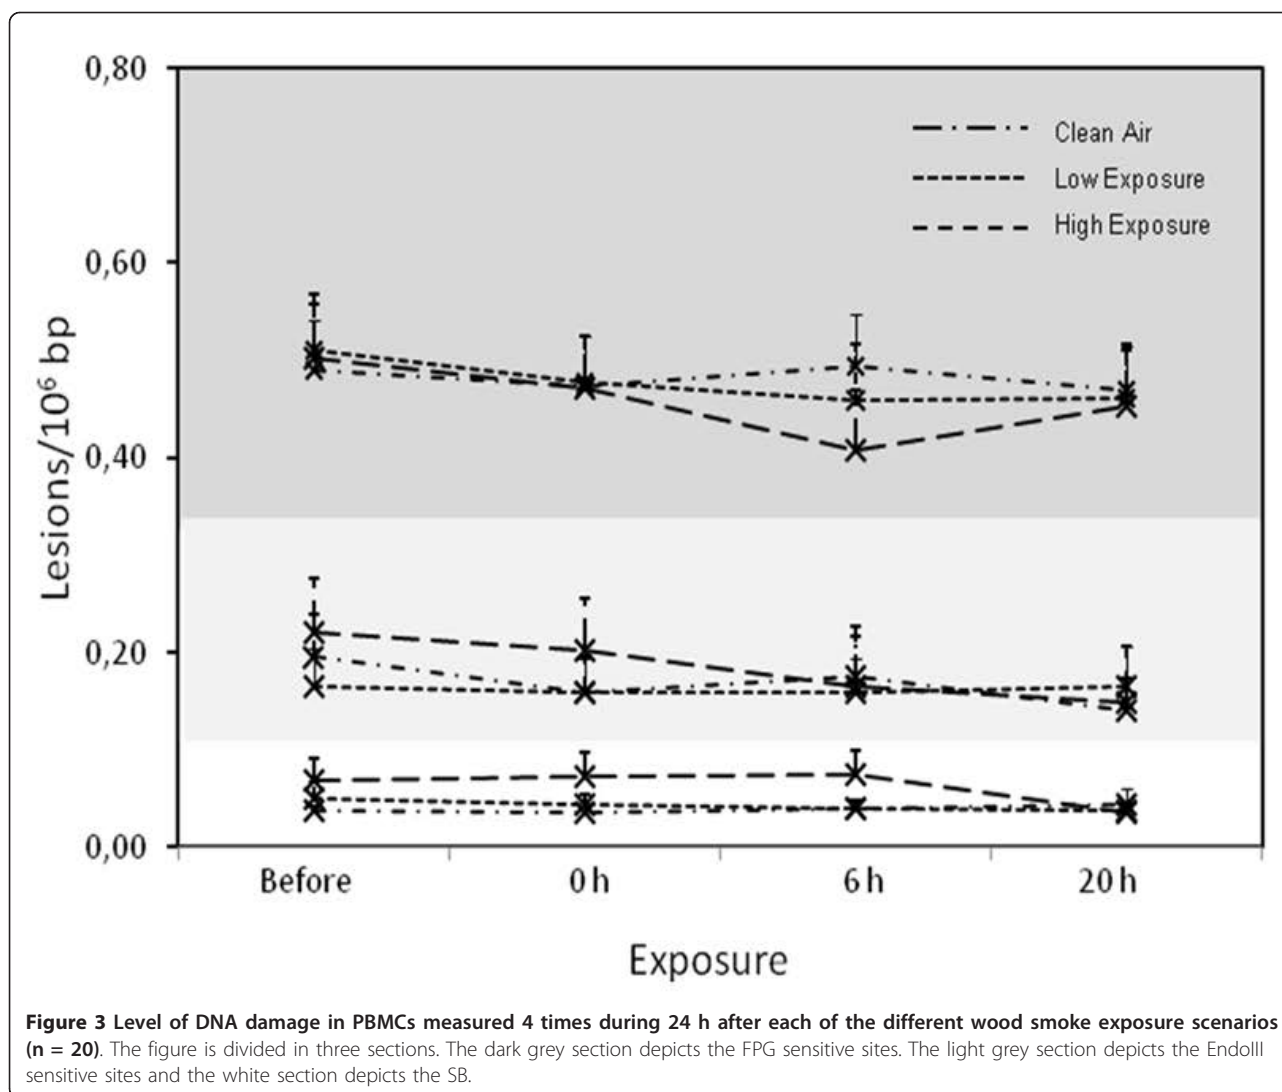 0,80
0,60
0,40
0,20
0,00
Lesions/10⁶ bp
Clean Air
Low Exposure
High Exposure
Before 0 h 6 h 20 h
Exposure
Figure 3 Level of DNA damage in PBMCs measured 4 times during 24 h after each of the different wood smoke exposure scenarios
(n = 20). The figure is divided in three sections. The dark grey section depicts the FPG sensitive sites. The light grey section depicts the EndoIII
sensitive sites and the white section depicts the SB.